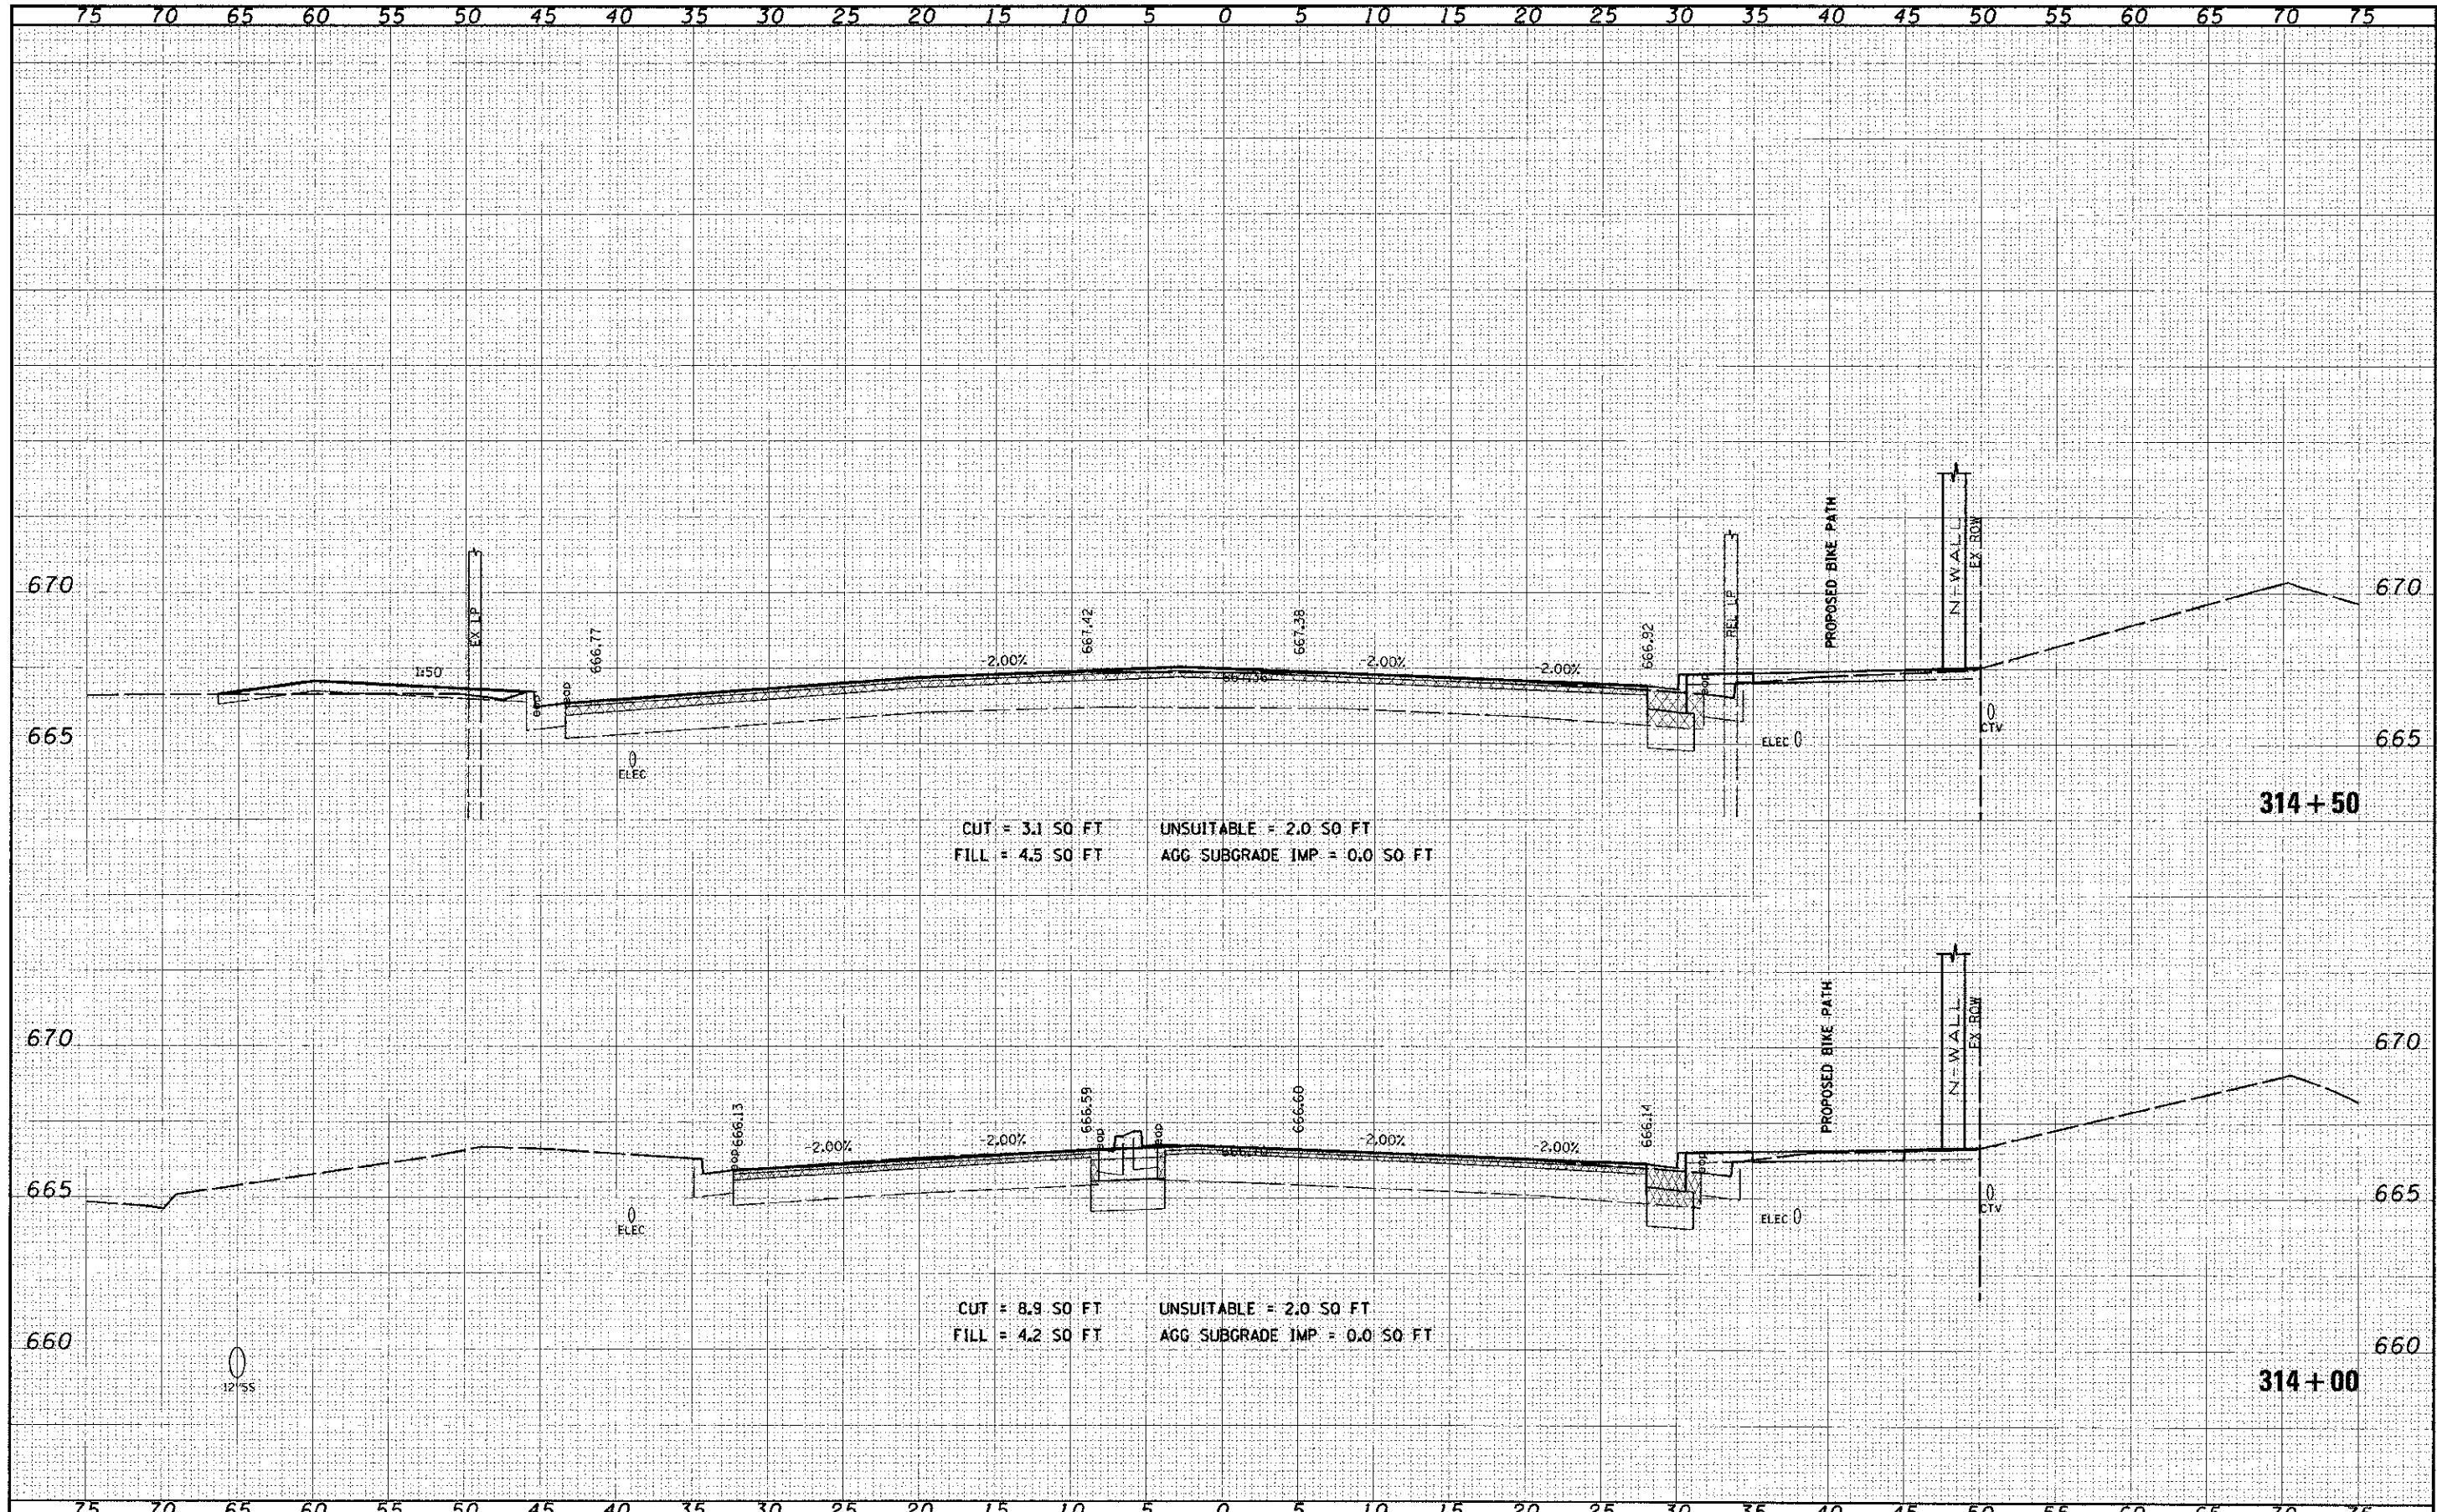 75 70 65 60 55 50 45 40 35 30 25 20 15 10 5 0 5 10 15 20 25 30 35 40 45 50 55 60 65 70 75
PROPOSED BIKE PATH
N-WALL
EX ROW
EX LP
REL LP
670
670
666.77
667.42
667.38
666.92
1:50
-2.00%
-2.00%
-2.00%
eop
eop
eop
665
665
ELEC
ELEC
CTV
314+50
CUT = 3.1 SQ FT UNSUITABLE = 2.0 SQ FT
FILL = 4.5 SQ FT AGG SUBGRADE IMP = 0.0 SQ FT
PROPOSED BIKE PATH
N-WALL
EX ROW
670
670
666.13
666.59
666.60
666.14
-2.00%
-2.00%
-2.00%
-2.00%
eop
eop
eop
eop
665
665
ELEC
ELEC
CTV
CUT = 8.9 SQ FT UNSUITABLE = 2.0 SQ FT
FILL = 4.2 SQ FT AGG SUBGRADE IMP = 0.0 SQ FT
660
660
12"SS
314+00
75 70 65 60 55 50 45 40 35 30 25 20 15 10 5 0 5 10 15 20 25 30 35 40 45 50 55 60 65 70 75